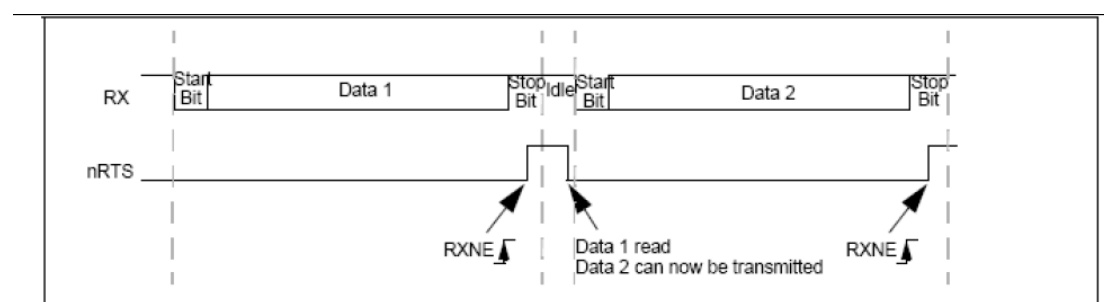 RX
Start
Bit
Data 1
Stop
Bit
Idle
Start
Bit
Data 2
Stop
Bit
nRTS
RXNE
Data 1 read
Data 2 can now be transmitted
RXNE